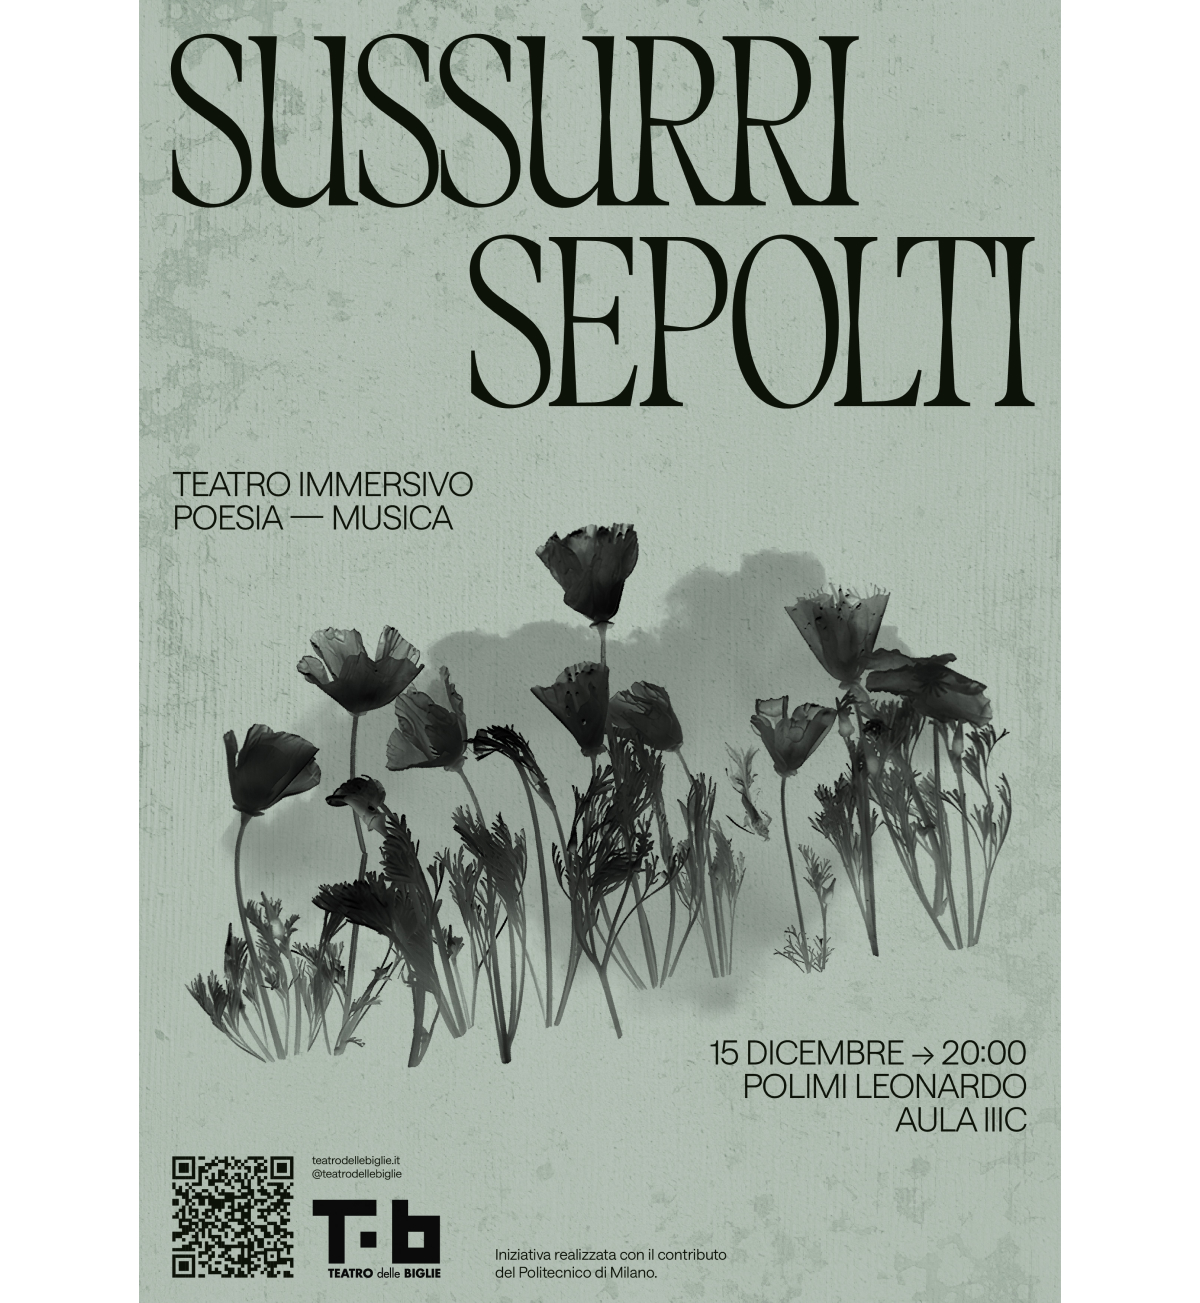 SUSSURRI
SEPOLTI
TEATRO IMMERSIVO
POESIA — MUSICA
15 DICEMBRE → 20:00
POLIMI LEONARDO
AULA IIIC
teatrodellebiglie.it
@teatrodellebiglie
T.b
TEATRO delle BIGLIE
Iniziativa realizzata con il contributo
del Politecnico di Milano.